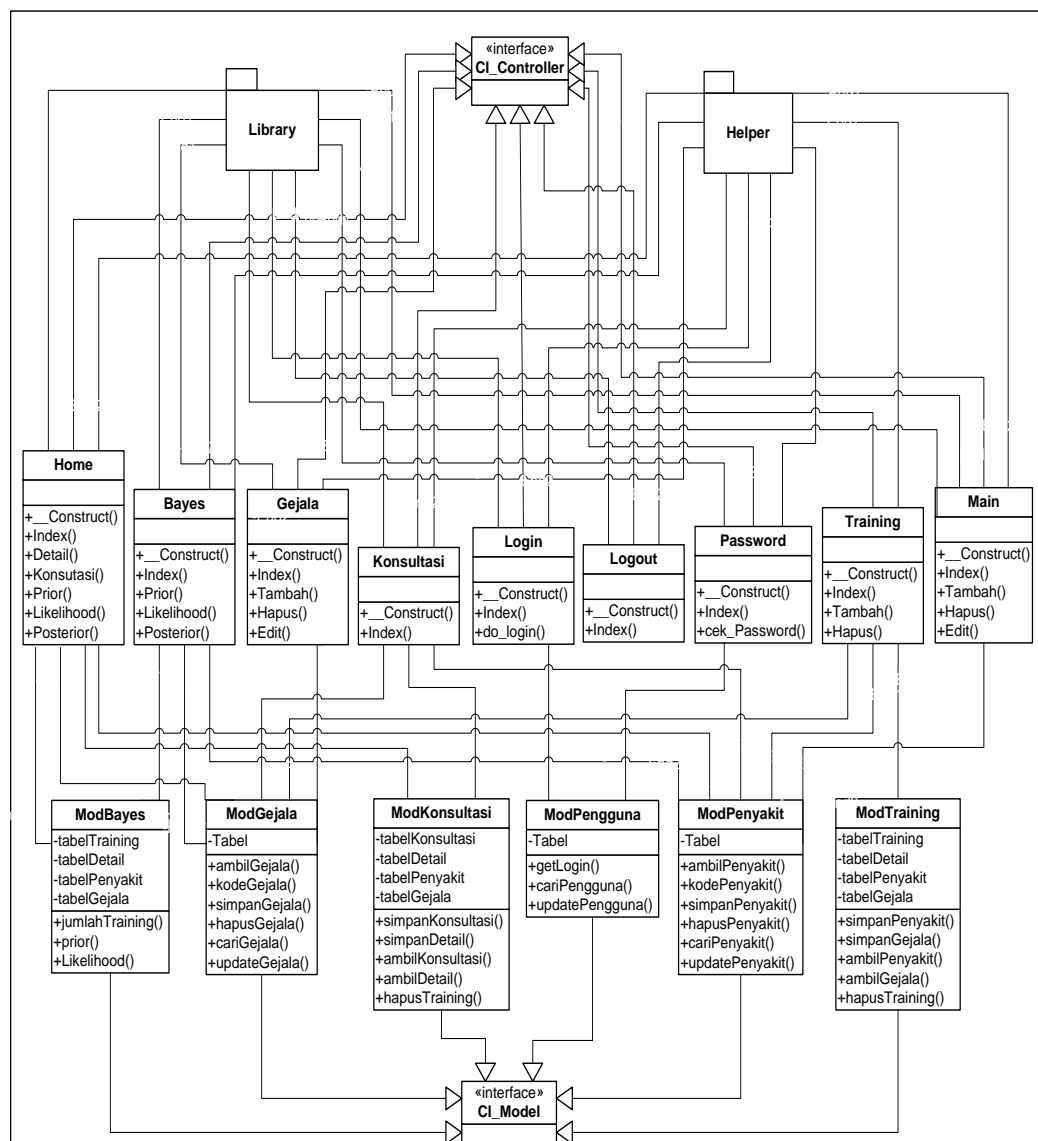 «interface»
CI_Controller
Library
Helper
Home
+__Construct()
+Index()
+Detail()
+Konsutasi()
+Prior()
+Likelihood()
+Posterior()
Bayes
+__Construct()
+Index()
+Prior()
+Likelihood()
+Posterior()
Gejala
+__Construct()
+Index()
+Tambah()
+Hapus()
+Edit()
Konsultasi
+__Construct()
+Index()
Login
+__Construct()
+Index()
+do_login()
Logout
+__Construct()
+Index()
Password
+__Construct()
+Index()
+cek_Password()
Training
+__Construct()
+Index()
+Tambah()
+Hapus()
Main
+__Construct()
+Index()
+Tambah()
+Hapus()
+Edit()
ModBayes
-tabelTraining
-tabelDetail
-tabelPenyakit
-tabelGejala
+jumlahTraining()
+prior()
+Likelihood()
ModGejala
-Tabel
+ambilGejala()
+kodeGejala()
+simpanGejala()
+hapusGejala()
+cariGejala()
+updateGejala()
ModKonsultasi
-tabelKonsultasi
-tabelDetail
-tabelPenyakit
-tabelGejala
+simpanKonsultasi()
+simpanDetail()
+ambilKonsultasi()
+ambilDetail()
+hapusTraining()
ModPengguna
-Tabel
+getLogin()
+cariPengguna()
+updatePengguna()
ModPenyakit
-Tabel
+ambilPenyakit()
+kodePenyakit()
+simpanPenyakit()
+hapusPenyakit()
+cariPenyakit()
+updatePenyakit()
ModTraining
-tabelTraining
-tabelDetail
-tabelPenyakit
-tabelGejala
+simpanPenyakit()
+simpanGejala()
+ambilPenyakit()
+ambilGejala()
+hapusTraining()
«interface»
CI_Model